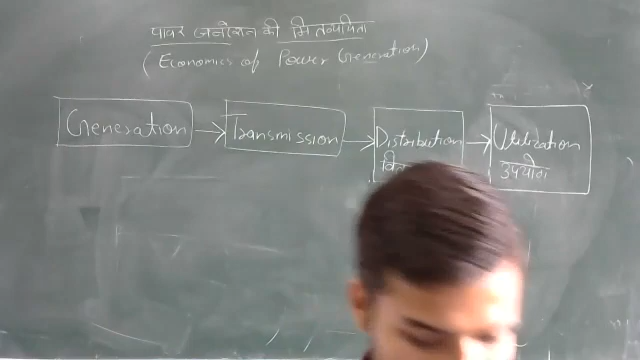 पावर जनरेशन की मितव्ययिता
(Economics of Power Generation)
Generation → Transmission → Distribution → Utilization
वि उपयोग